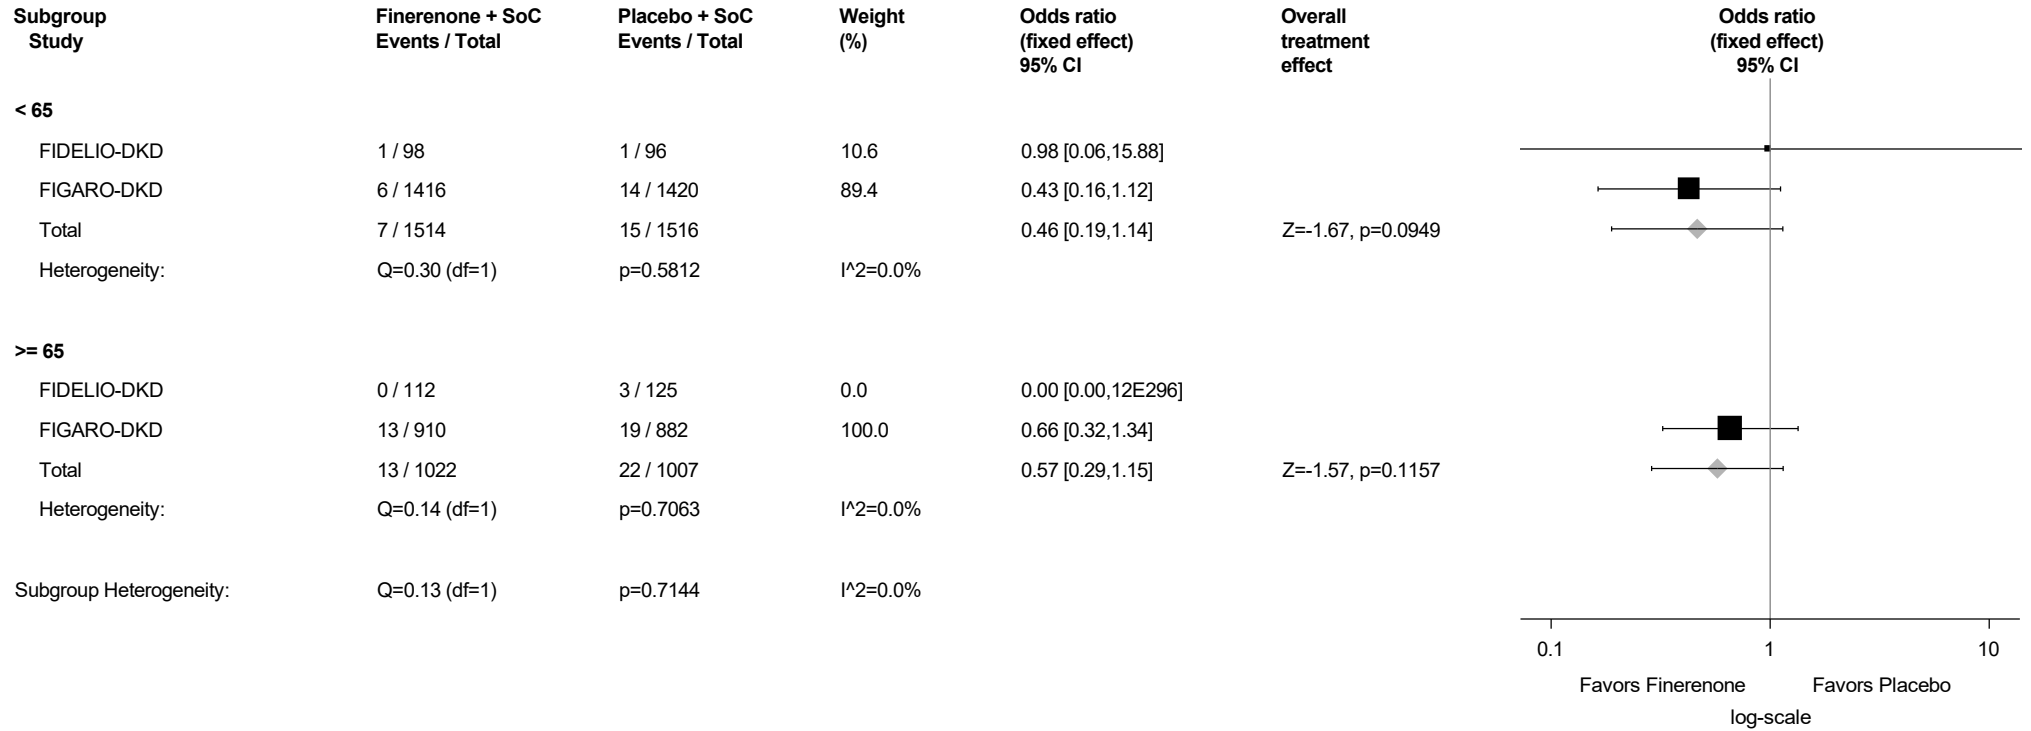 Subgroup Finerenone + SoC Placebo + SoC Weight Odds ratio Overall Odds ratio
Study Events / Total Events / Total (%) (fixed effect) treatment (fixed effect)
95% CI effect 95% CI
< 65
FIDELIO-DKD 1 / 98 1 / 96 10.6 0.98 [0.06,15.88]
FIGARO-DKD 6 / 1416 14 / 1420 89.4 0.43 [0.16,1.12]
Total 7 / 1514 15 / 1516 0.46 [0.19,1.14] Z=-1.67, p=0.0949
Heterogeneity: Q=0.30 (df=1) p=0.5812 I^2=0.0%
>= 65
FIDELIO-DKD 0 / 112 3 / 125 0.0 0.00 [0.00,12E296]
FIGARO-DKD 13 / 910 19 / 882 100.0 0.66 [0.32,1.34]
Total 13 / 1022 22 / 1007 0.57 [0.29,1.15] Z=-1.57, p=0.1157
Heterogeneity: Q=0.14 (df=1) p=0.7063 I^2=0.0%
Subgroup Heterogeneity: Q=0.13 (df=1) p=0.7144 I^2=0.0%
0.1 1 10
Favors Finerenone Favors Placebo
log-scale